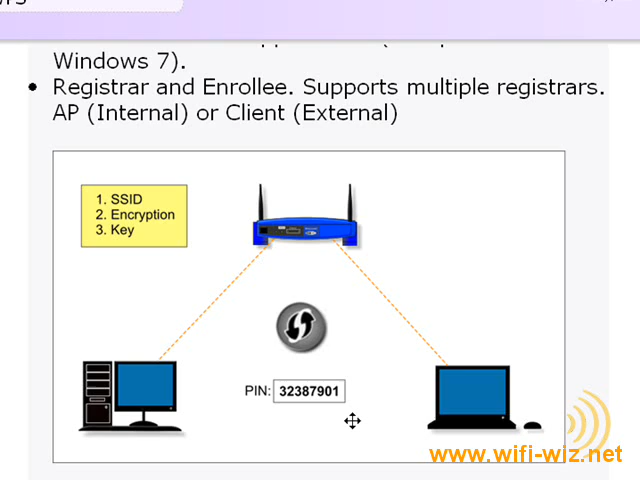 Windows 7).
• Registrar and Enrollee. Supports multiple registrars.
AP (Internal) or Client (External)
1. SSID
2. Encryption
3. Key
PIN: 32387901
www.wifi-wiz.net